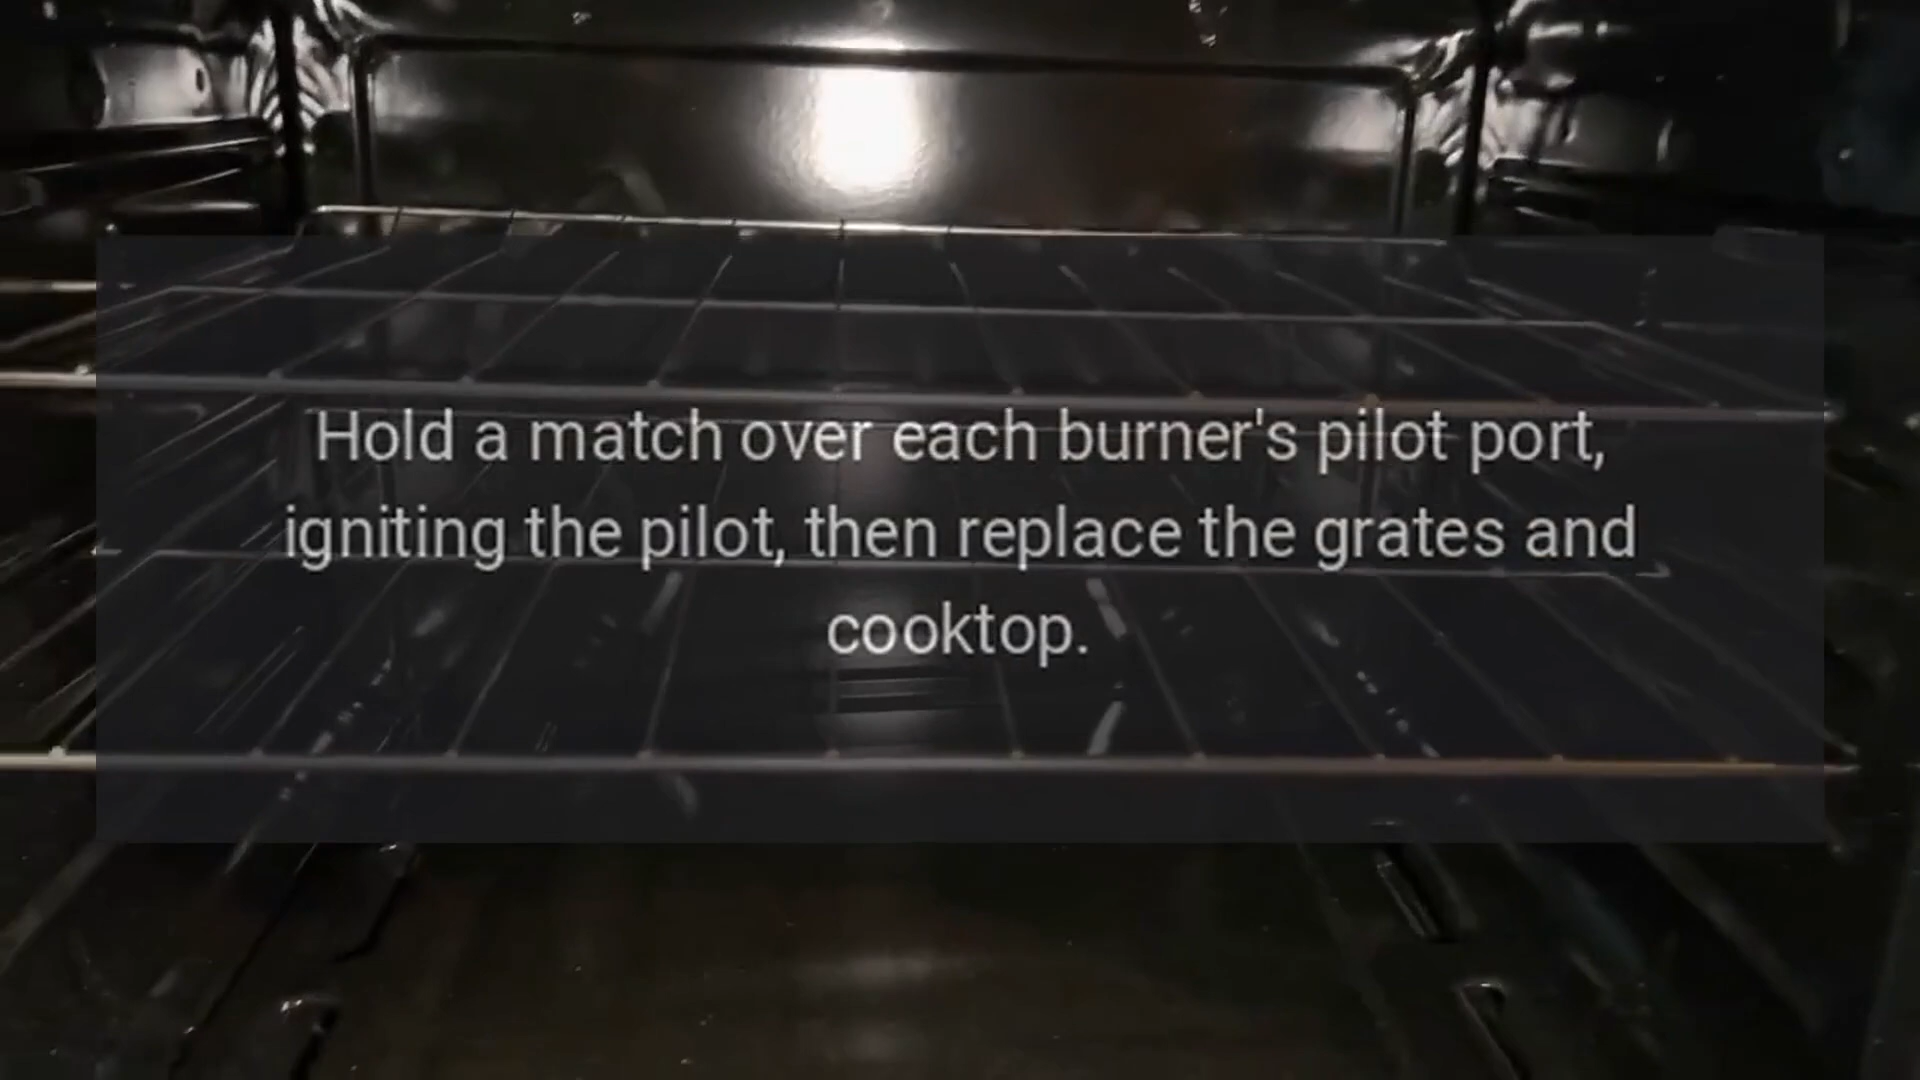 Hold a match over each burner's pilot port,
igniting the pilot, then replace the grates and
cooktop.